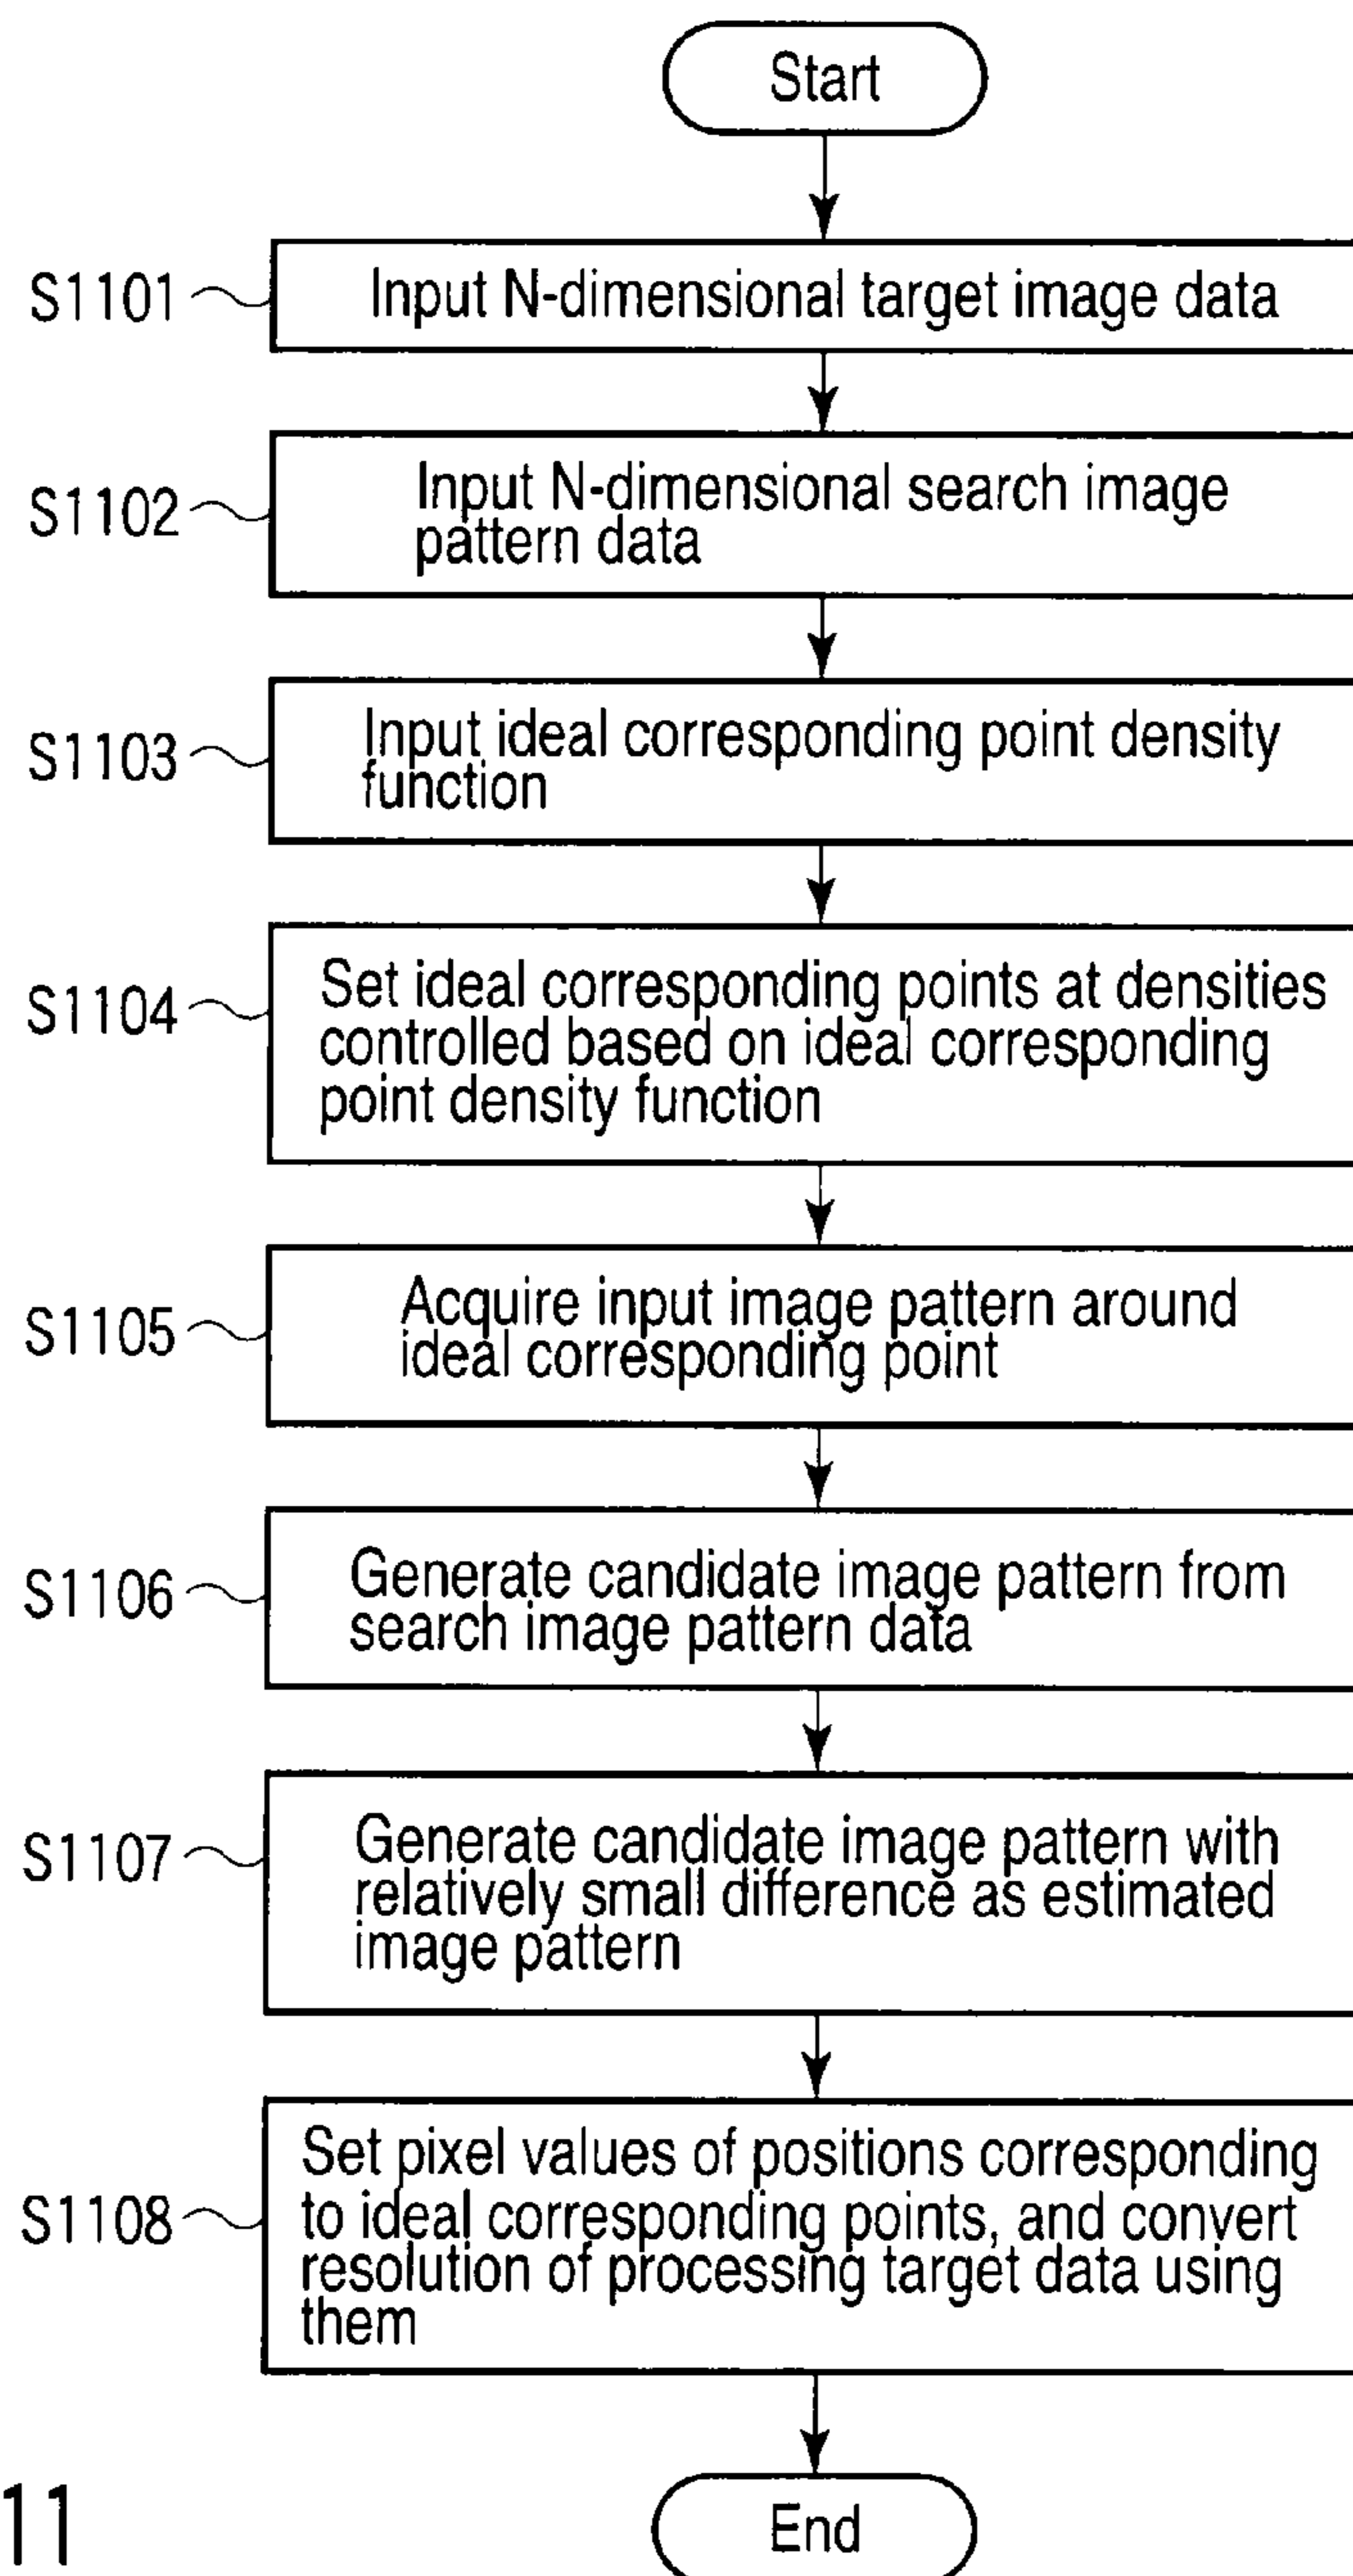 Start
S1101
Input N-dimensional target image data
S1102
Input N-dimensional search image
pattern data
S1103
Input ideal corresponding point density
function
S1104
Set ideal corresponding points at densities
controlled based on ideal corresponding
point density function
S1105
Acquire input image pattern around
ideal corresponding point
S1106
Generate candidate image pattern from
search image pattern data
S1107
Generate candidate image pattern with
relatively small difference as estimated
image pattern
S1108
Set pixel values of positions corresponding
to ideal corresponding points, and convert
resolution of processing target data using
them
End
11